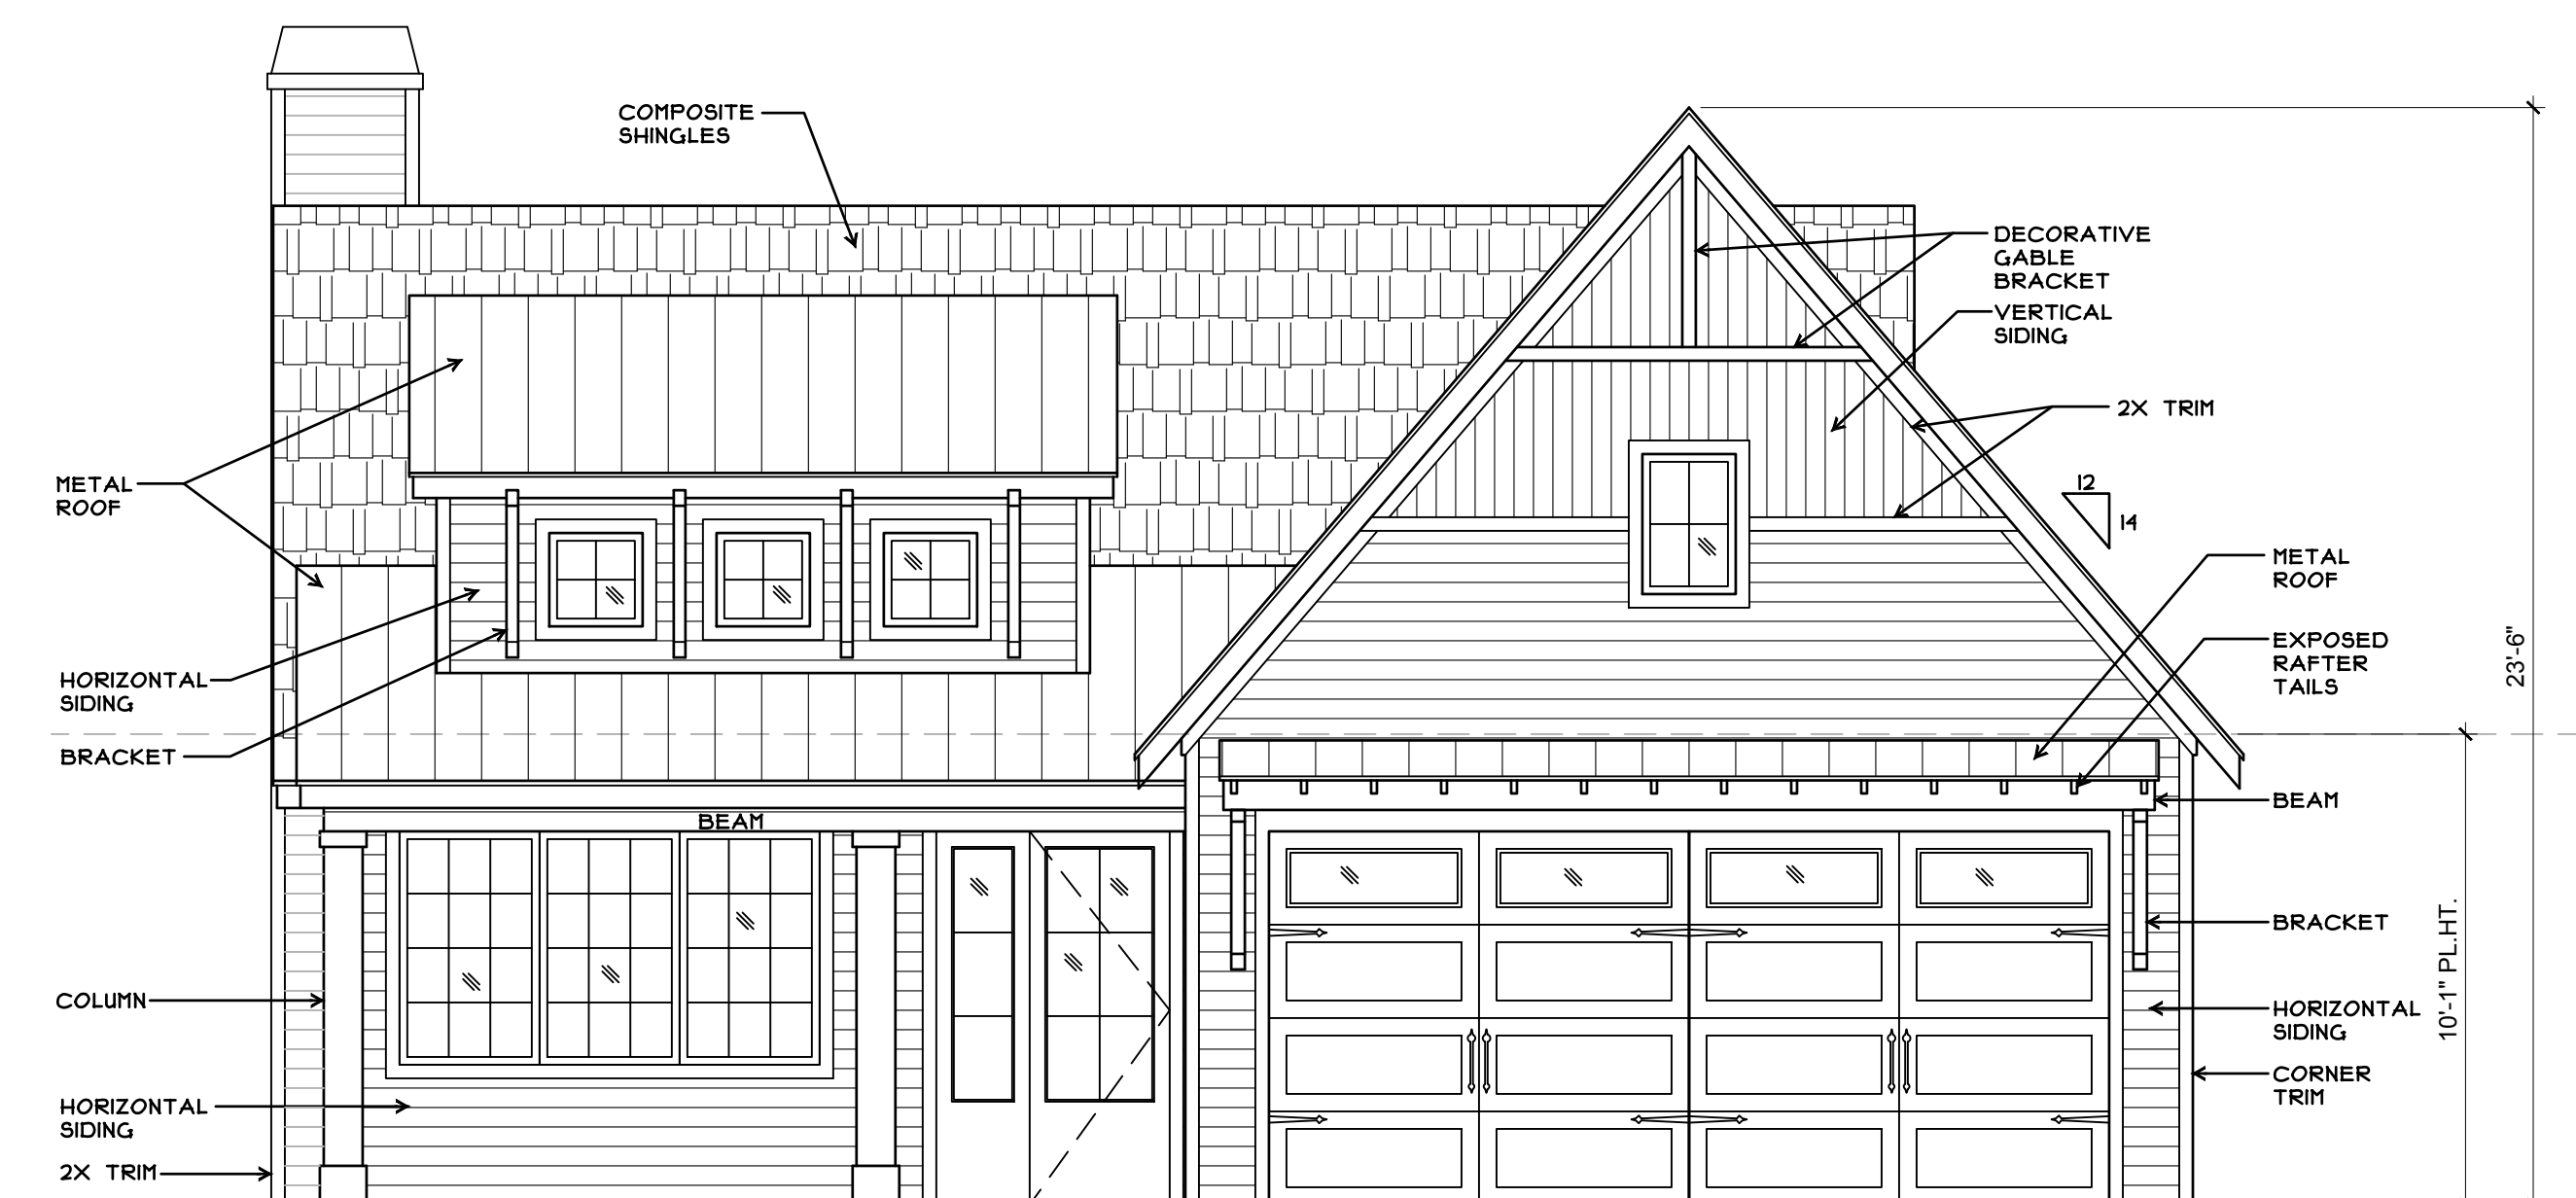 COMPOSITE
SHINGLES
DECORATIVE
GABLE
BRACKET
VERTICAL
SIDING
2X TRIM
12
14
METAL
ROOF
METAL
ROOF
EXPOSED
RAFTER
TAILS
23'-6"
HORIZONTAL
SIDING
BRACKET
BEAM
BEAM
BRACKET
10'-1" PL.HT.
COLUMN
HORIZONTAL
SIDING
CORNER
TRIM
HORIZONTAL
SIDING
2X TRIM